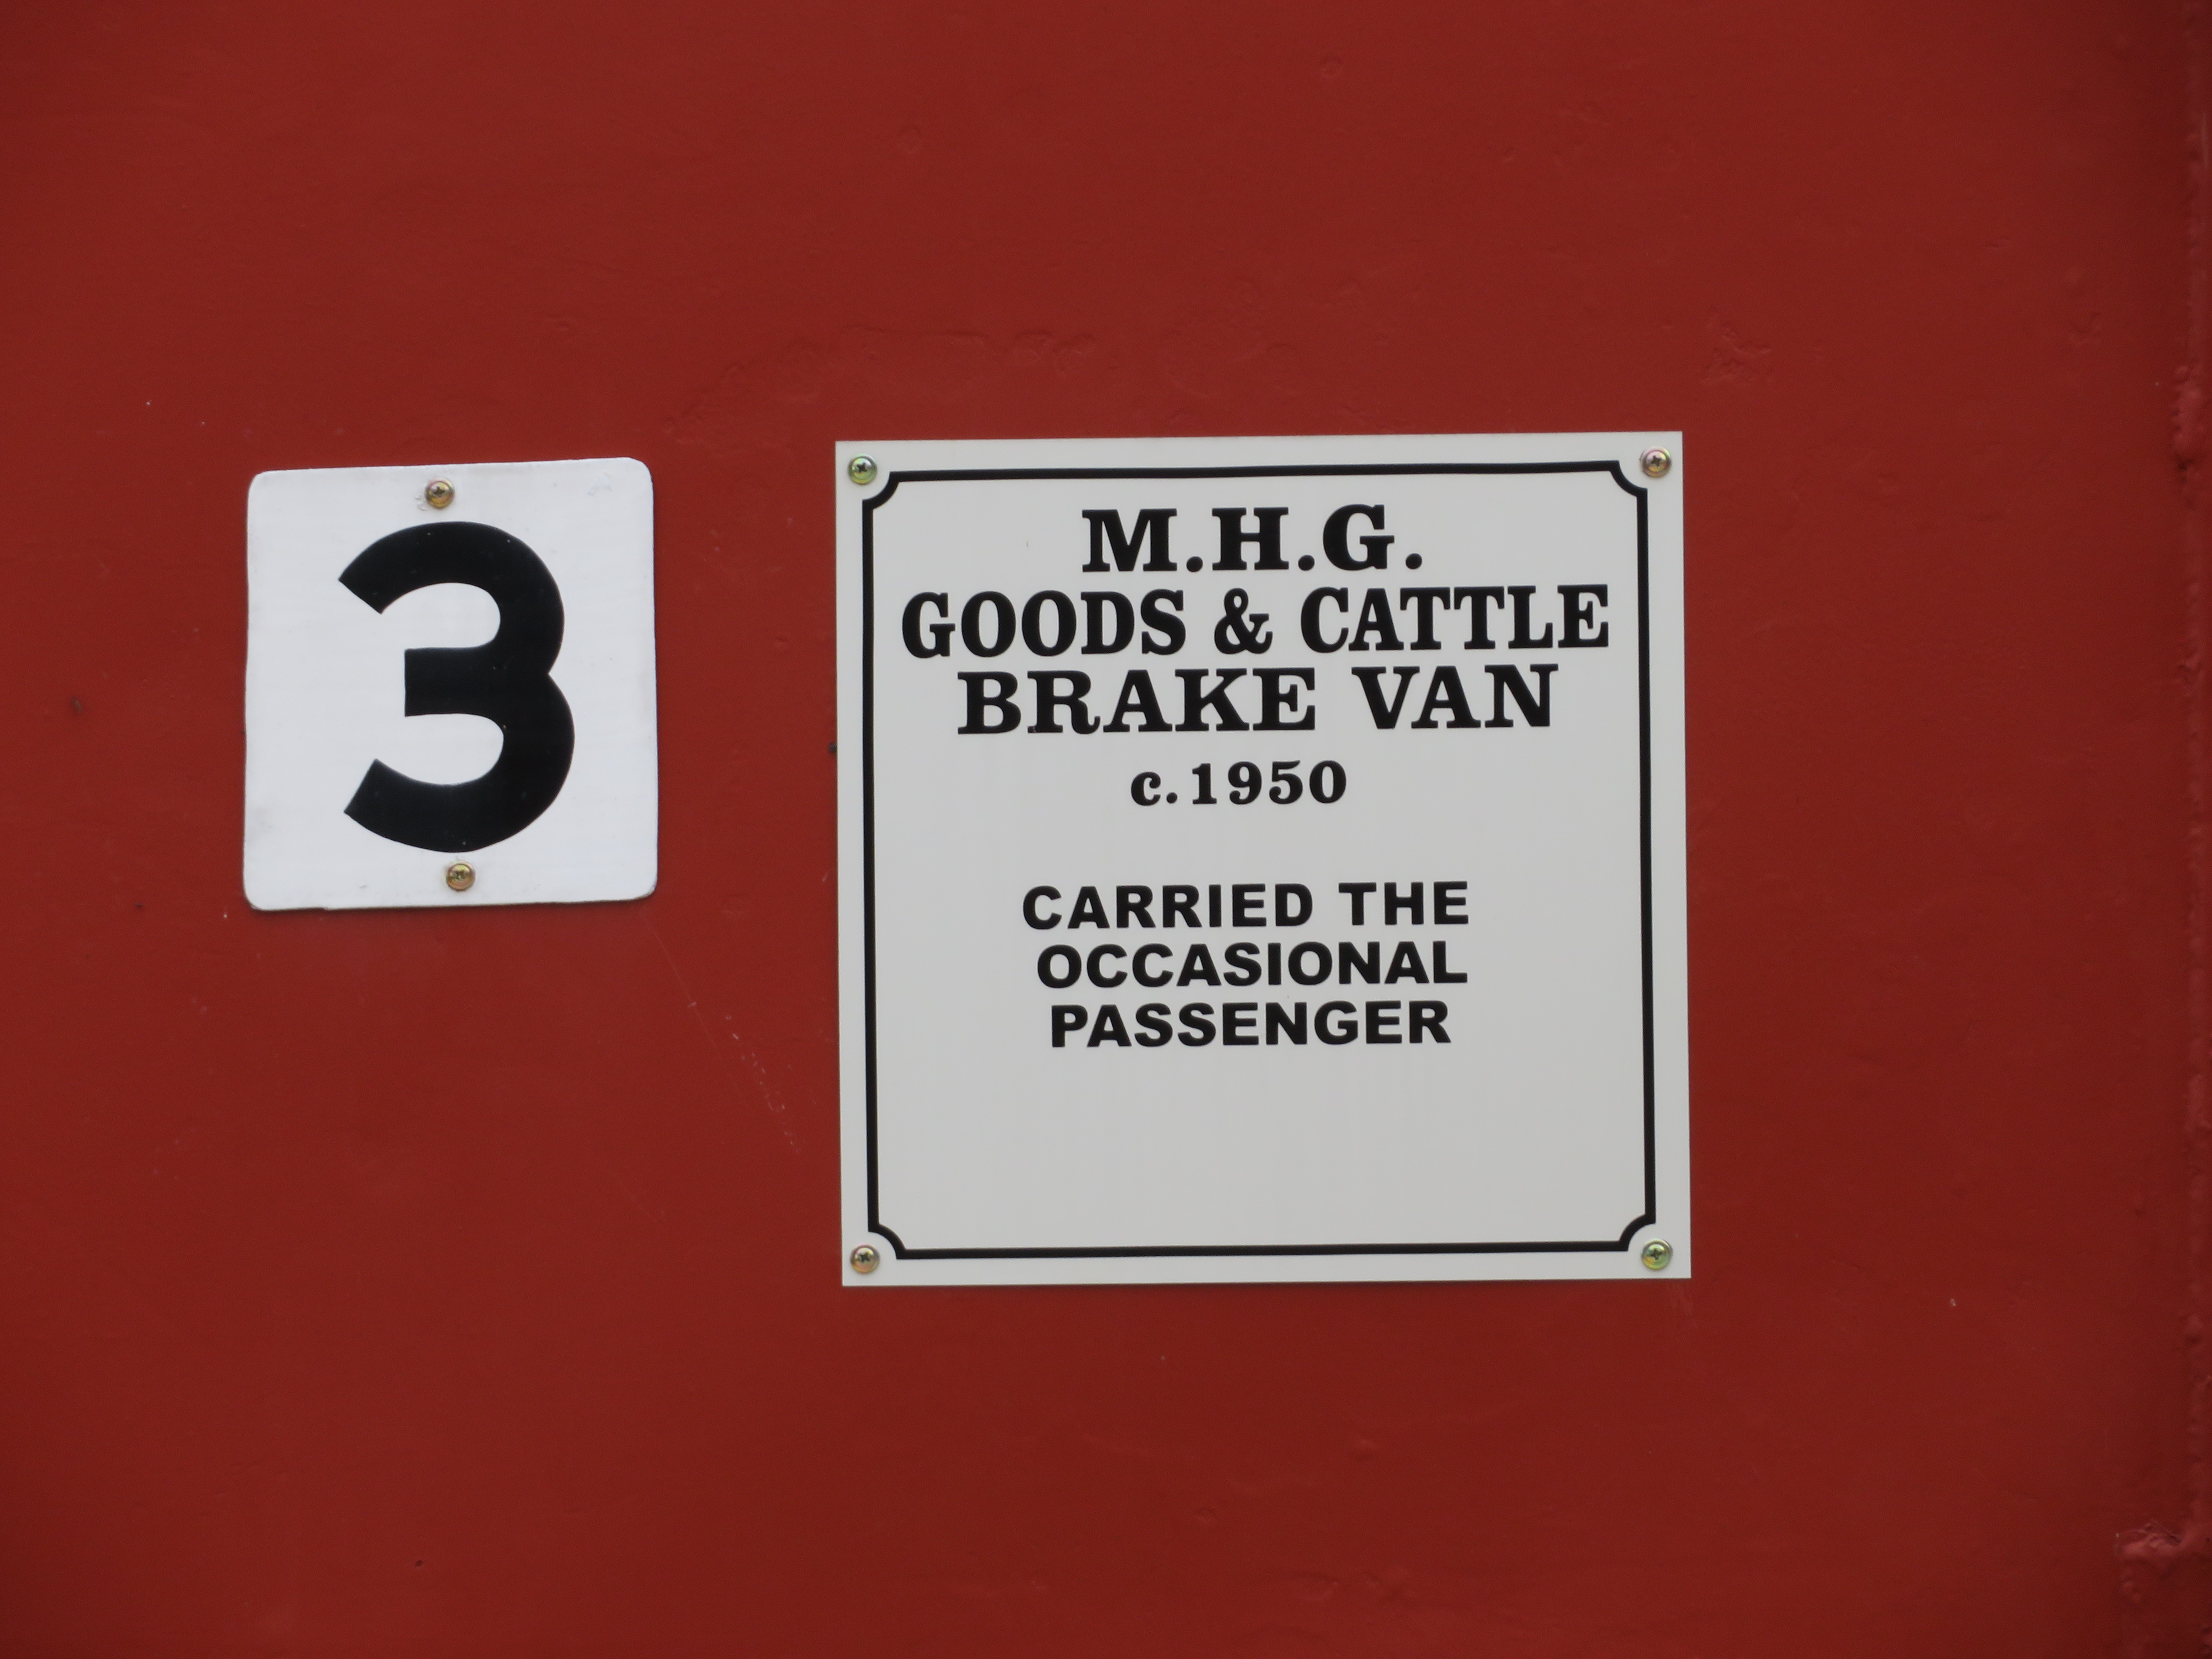 3
M.H.G.
GOODS & CATTLE
BRAKE VAN
c.1950
CARRIED THE
OCCASIONAL
PASSENGER